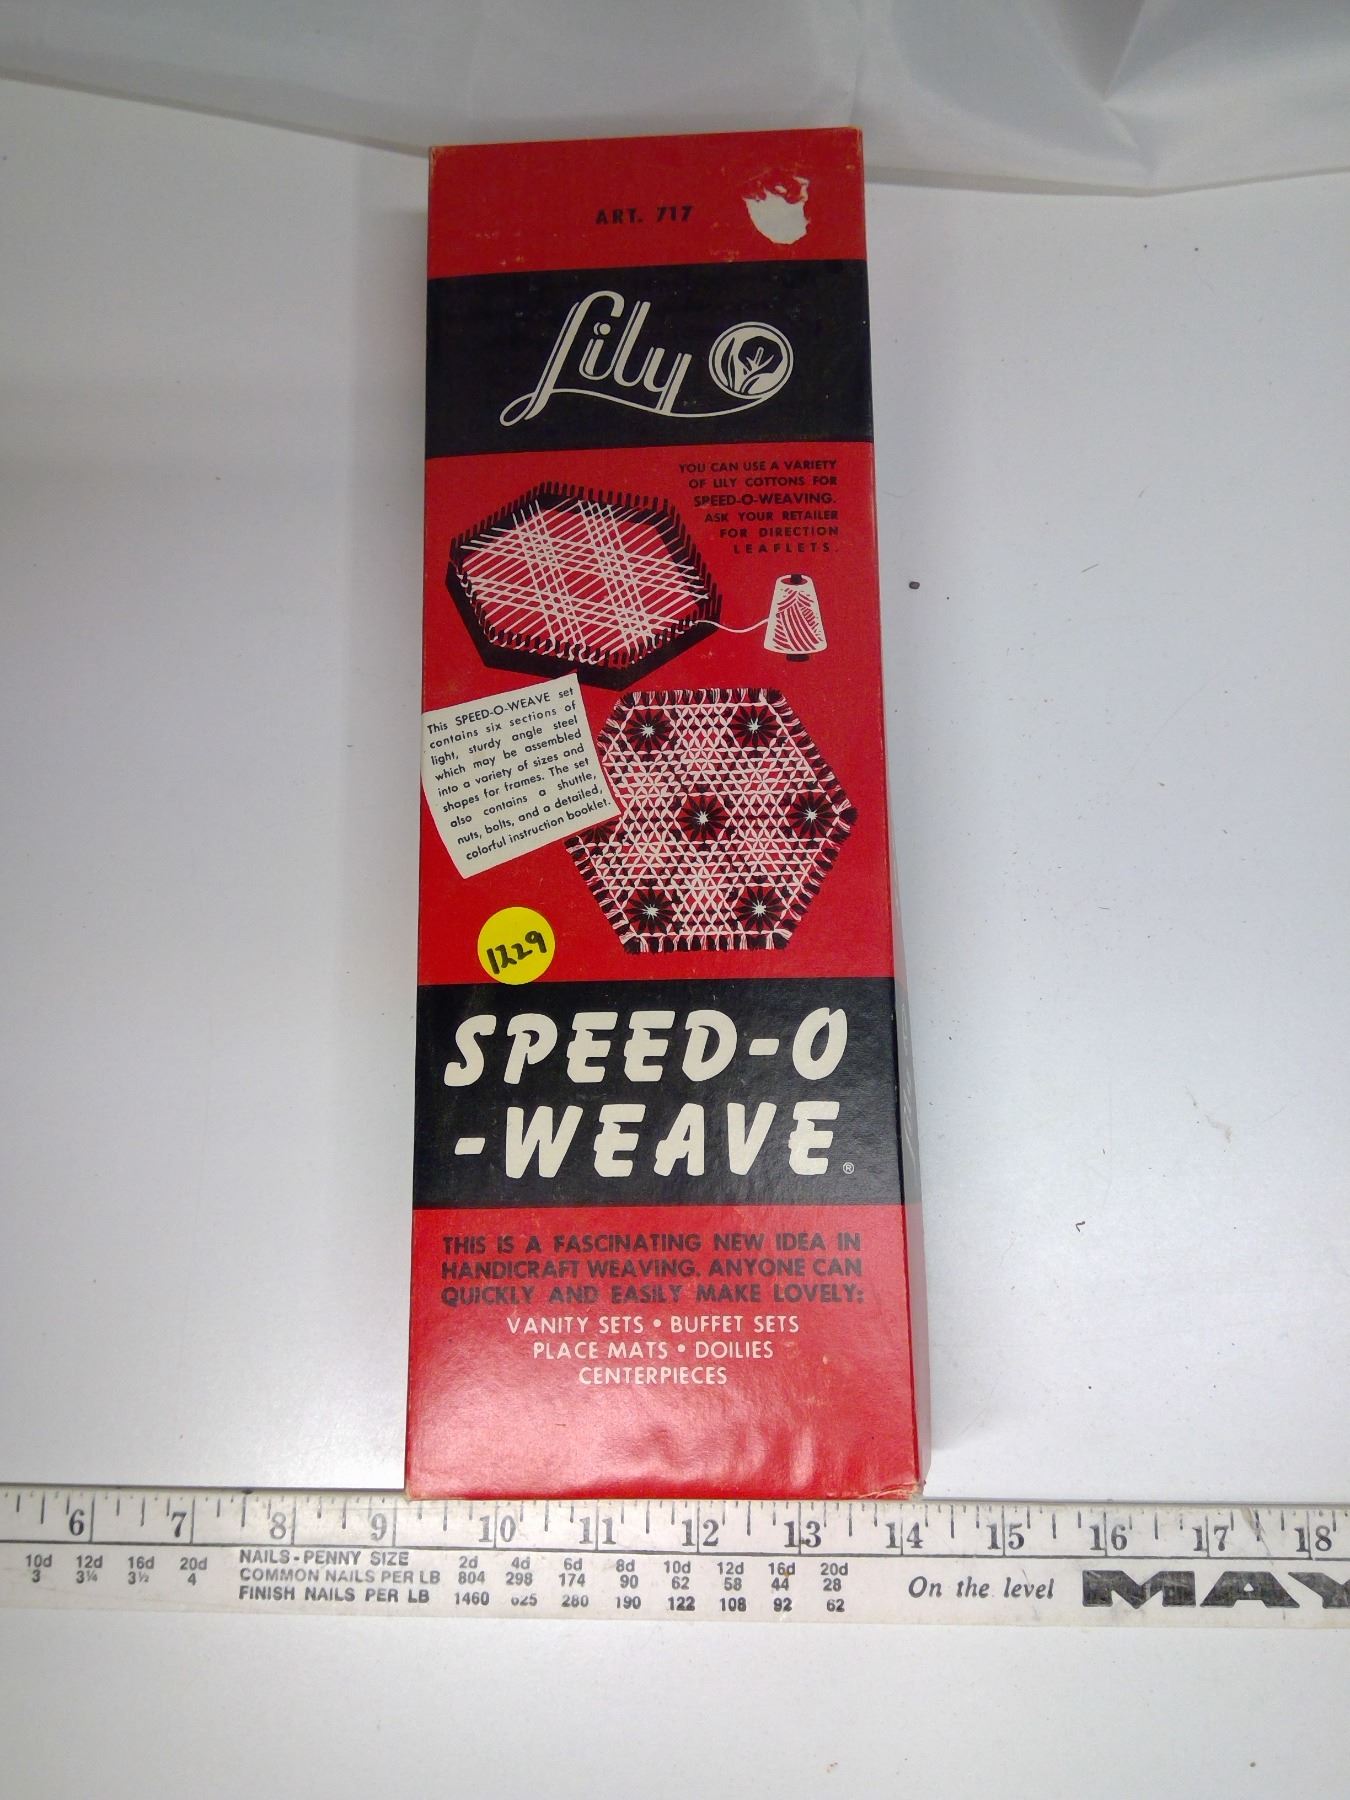 ART. 717
Lily
YOU CAN USE A VARIETY
OF LILY COTTONS FOR
SPEED-O-WEAVING.
ASK YOUR RETAILER
FOR DIRECTION
LEAFLETS.
This SPEED-O-WEAVE set
contains six sections of
light, sturdy angle steel
which may be assembled
into a variety of sizes and
shapes for frames. The set
also contains a shuttle,
nuts, bolts, and a detailed,
colorful instruction booklet.
1229
SPEED-O
-WEAVE®
THIS IS A FASCINATING NEW IDEA IN
HANDICRAFT WEAVING. ANYONE CAN
QUICKLY AND EASILY MAKE LOVELY:
VANITY SETS • BUFFET SETS
PLACE MATS • DOILIES
CENTERPIECES
6 7 8 9 10 11 12 13 14 15 16 17 18
10d 12d 16d 20d NAILS-PENNY SIZE 2d 4d 6d 8d 10d 12d 16d 20d
3 3¼ 3½ 4 COMMON NAILS PER LB 804 298 174 90 62 58 44 28
FINISH NAILS PER LB 1460 625 280 190 122 108 92 62
On the level MAY